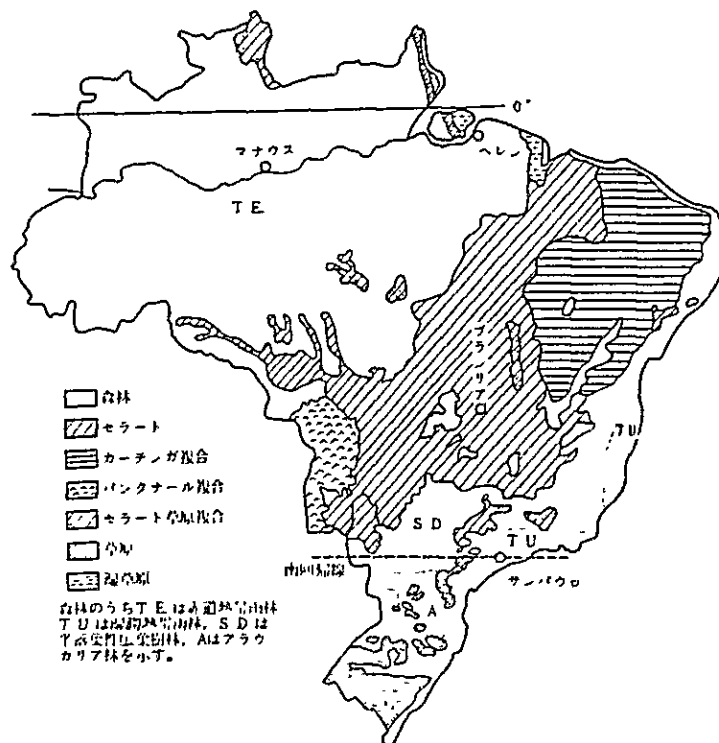 0°
マナウス
ベレン
TE
ブラジリア
TU
森林
セラード
カーチンガ複合
パンタナール複合
セラード草原複合
草原
湿草原
SD
TU
南回帰線
サンパウロ
A
森林のうちTEは赤道熱帯雨林
TUは湿潤熱帯雨林,SDは
半落葉広葉樹林,Aはアラウ
カリア林を示す。